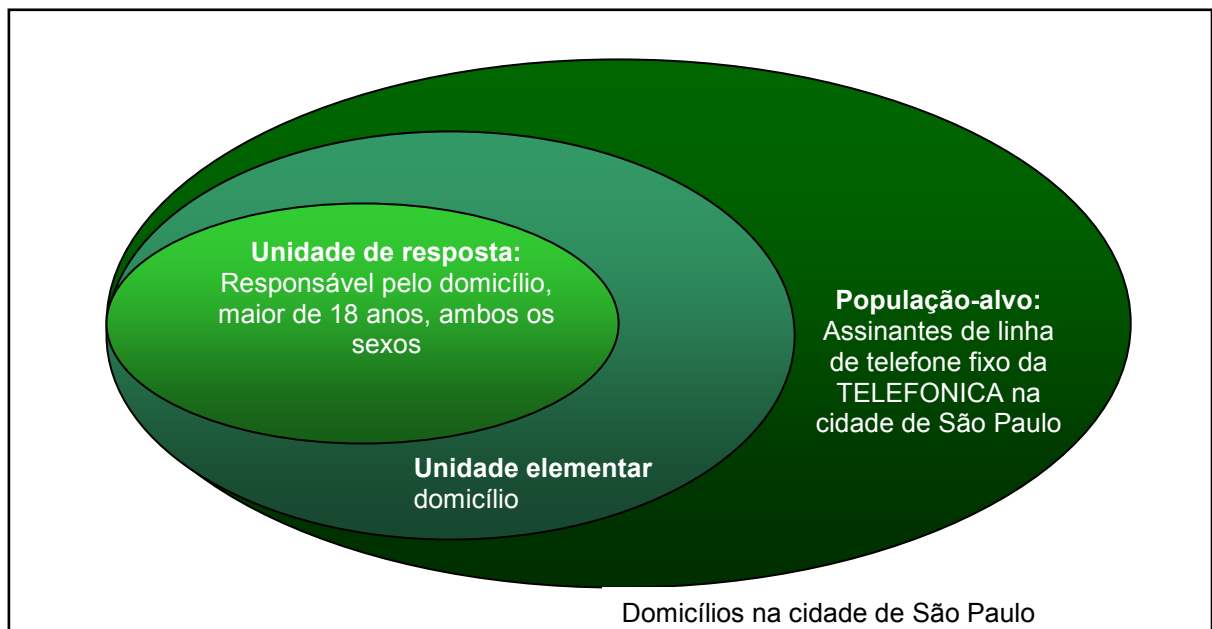 Unidade de resposta:
Responsável pelo domicílio,
maior de 18 anos, ambos os
sexos
População-alvo:
Assinantes de linha
de telefone fixo da
TELEFONICA na
cidade de São Paulo
Unidade elementar
domicílio
Domicílios na cidade de São Paulo